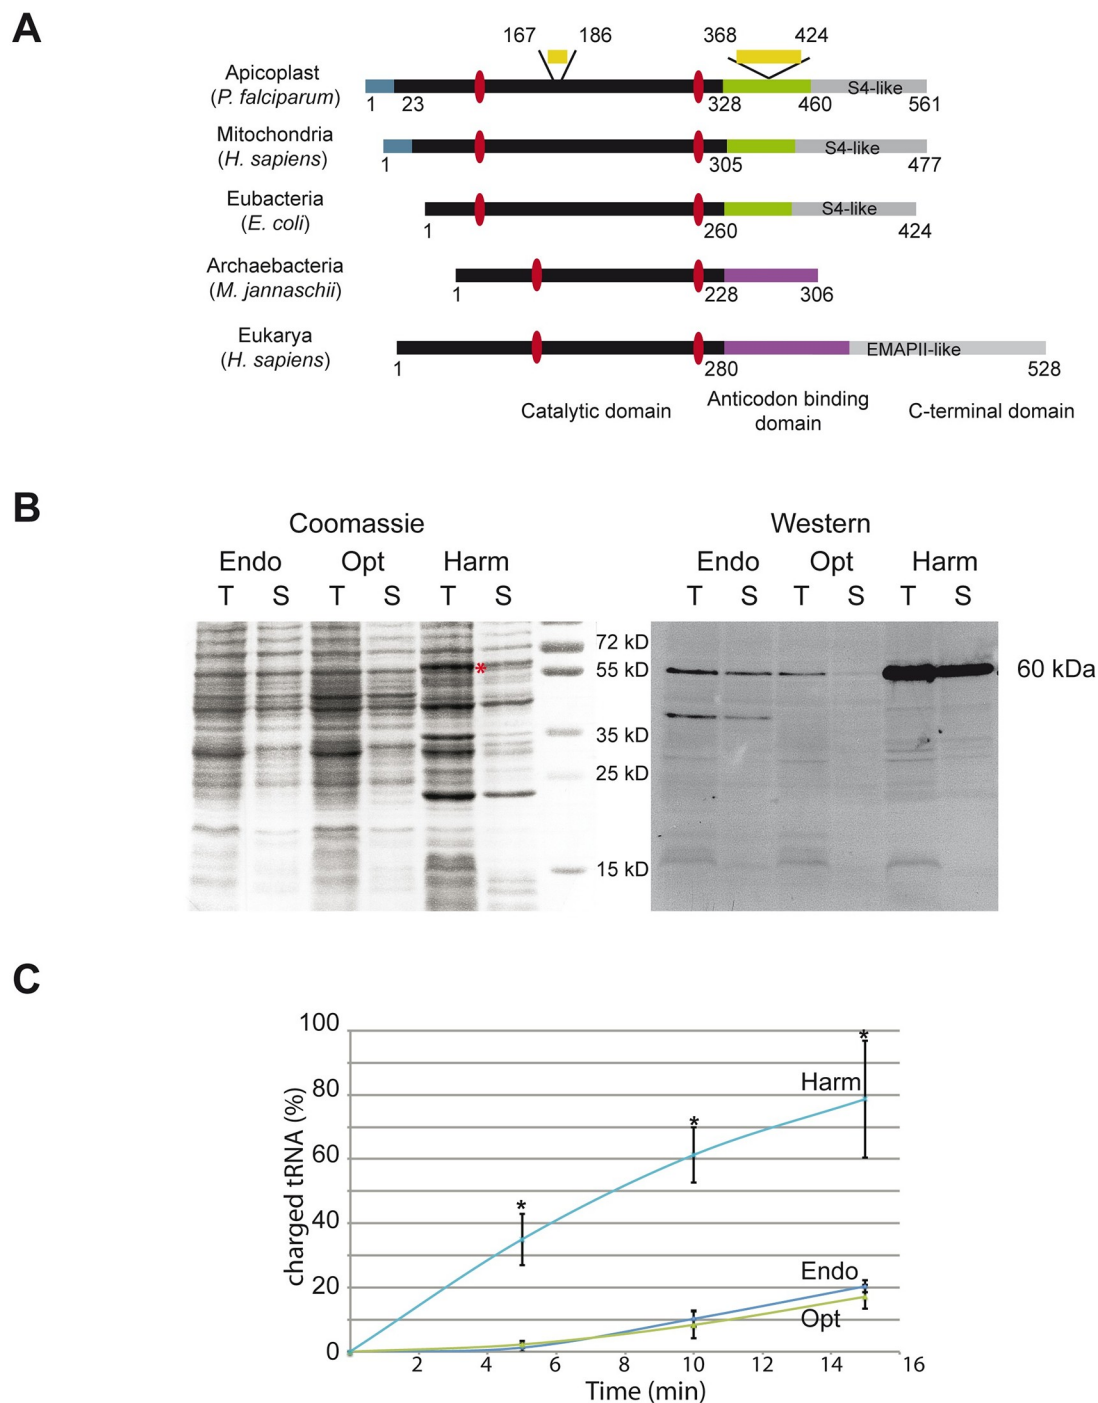 A
167 186 368 424
Apicoplast
(P. falciparum)
S4-like
1 23 328 460 561
Mitochondria
(H. sapiens)
S4-like
1 305 477
Eubacteria
(E. coli)
S4-like
1 260 424
Archaebacteria
(M. jannaschii)
1 228 306
Eukarya
(H. sapiens)
EMAPII-like
1 280 528
Catalytic domain
Anticodon binding
domain
C-terminal domain
B
Coomassie
Endo Opt Harm
T S T S T S
*
72 kD
55 kD
35 kD
25 kD
15 kD
Western
Endo Opt Harm
T S T S T S
60 kDa
C
charged tRNA (%)
100
80
60
40
20
0
*
*
*
Harm
Endo
Opt
2 4 6 8 10 12 14 16
Time (min)